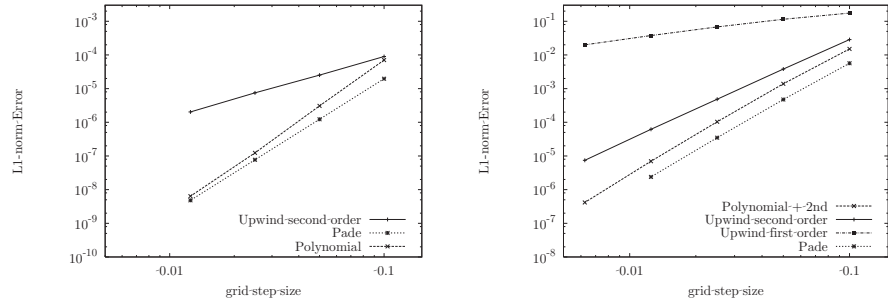 10-3
10-4
10-5
10-6
10-7
10-8
10-9
10-10
L1-norm-Error
Upwind-second-order
Pade
Polynomial
-0.01
-0.1
grid-step-size
10-1
10-2
10-3
10-4
10-5
10-6
10-7
10-8
L1-norm-Error
Polynomial-+-2nd
Upwind-second-order
Upwind-first-order
Pade
-0.01
-0.1
grid-step-size